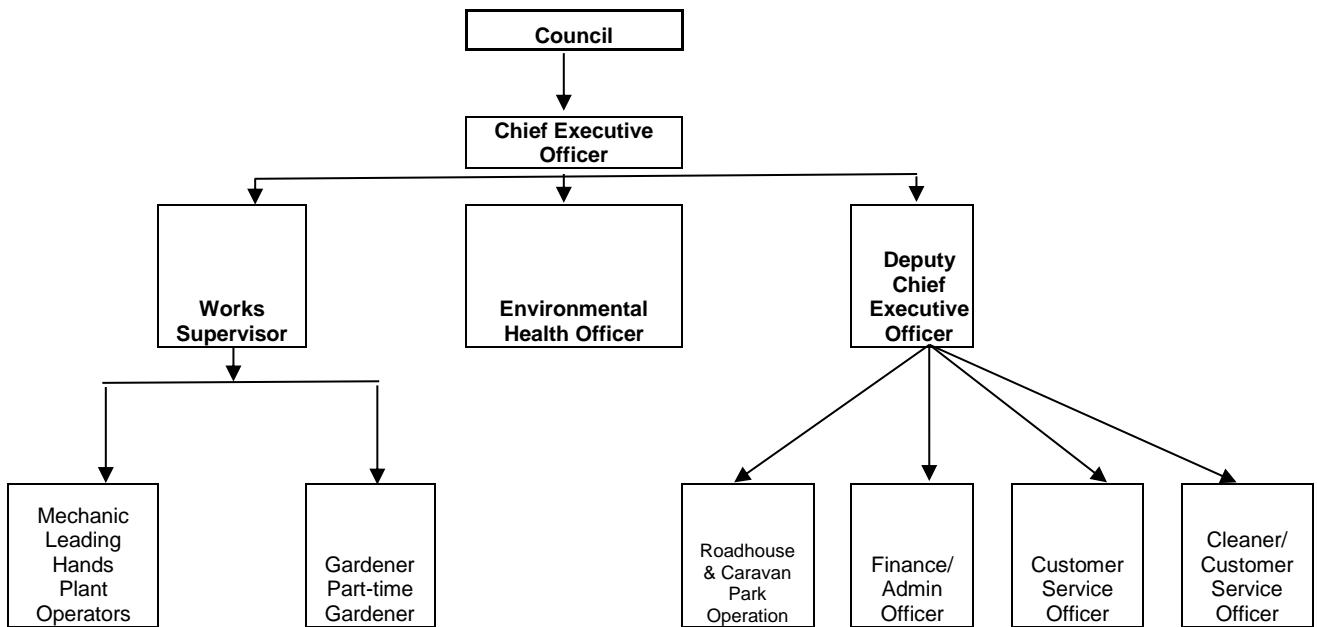 Council
Chief Executive
Officer
Works
Supervisor
Environmental
Health Officer
Deputy
Chief
Executive
Officer
Mechanic
Leading
Hands
Plant
Operators
Gardener
Part-time
Gardener
Roadhouse
& Caravan
Park
Operation
Finance/
Admin
Officer
Customer
Service
Officer
Cleaner/
Customer
Service
Officer